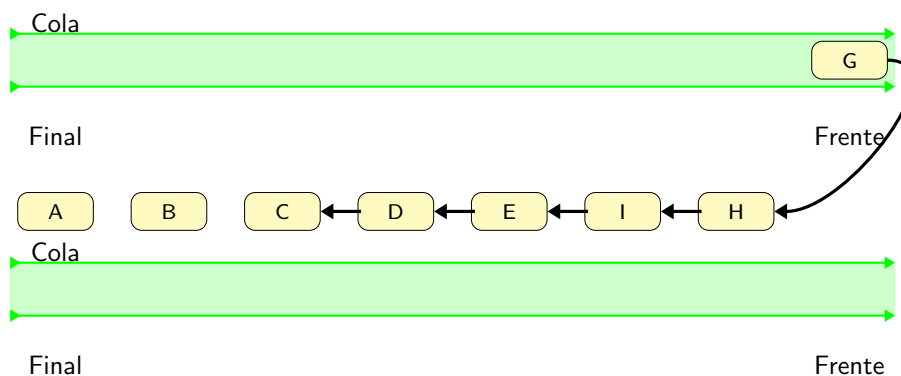 Cola
G
Final Frente
A B C D E I H
Cola
Final Frente